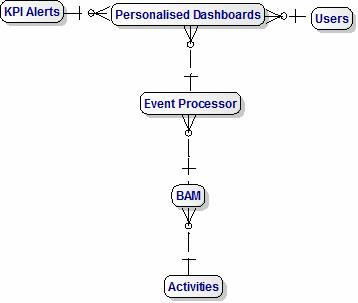 KPI Alerts
Personalised Dashboards
Users
Event Processor
BAM
Activities